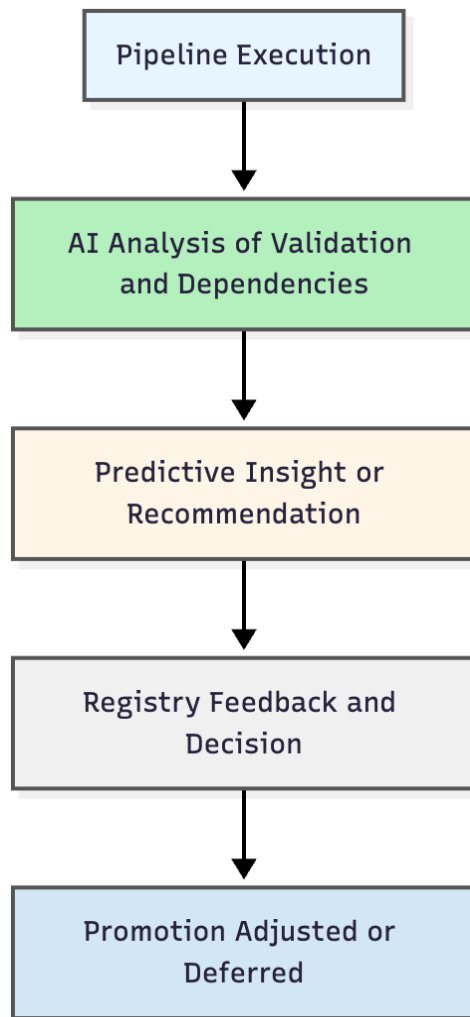 Pipeline Execution
AI Analysis of Validation
and Dependencies
Predictive Insight or
Recommendation
Registry Feedback and
Decision
Promotion Adjusted or
Deferred